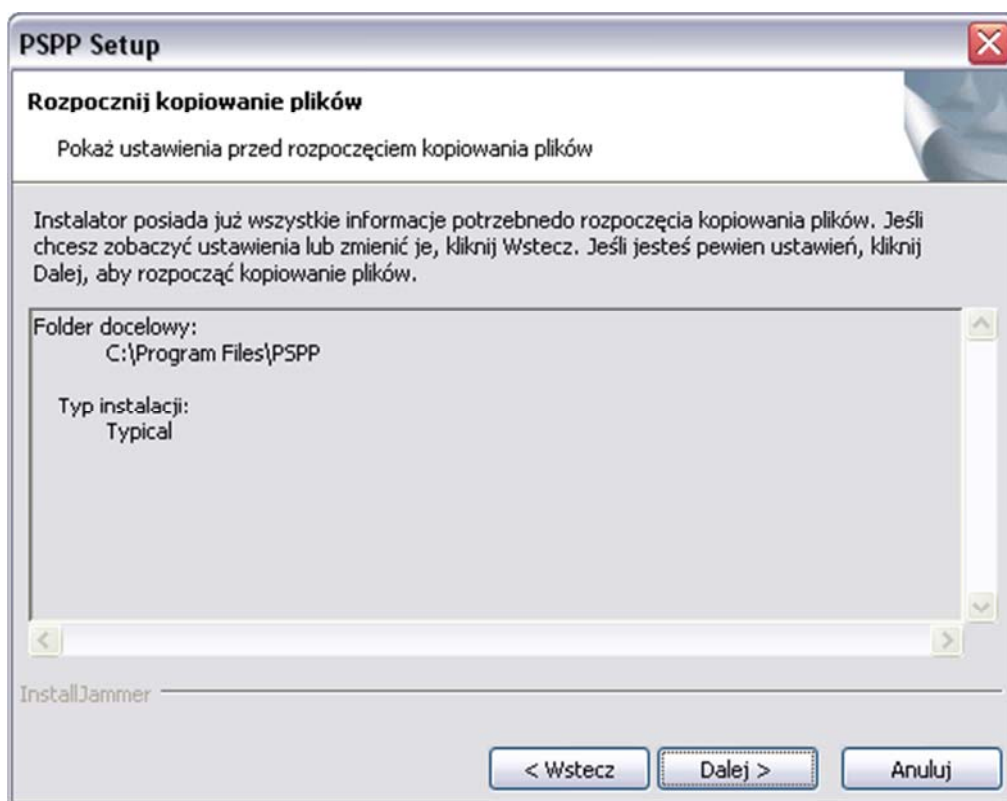 PSPP Setup
Rozpocznij kopiowanie plików
Pokaż ustawienia przed rozpoczęciem kopiowania plików
Instalator posiada już wszystkie informacje potrzebnedo rozpoczęcia kopiowania plików. Jeśli
chcesz zobaczyć ustawienia lub zmienić je, kliknij Wstecz. Jeśli jesteś pewien ustawień, kliknij
Dalej, aby rozpocząć kopiowanie plików.
Folder docelowy:
C:\Program Files\PSPP
Typ instalacji:
Typical
InstallJammer
< Wstecz Dalej > Anuluj